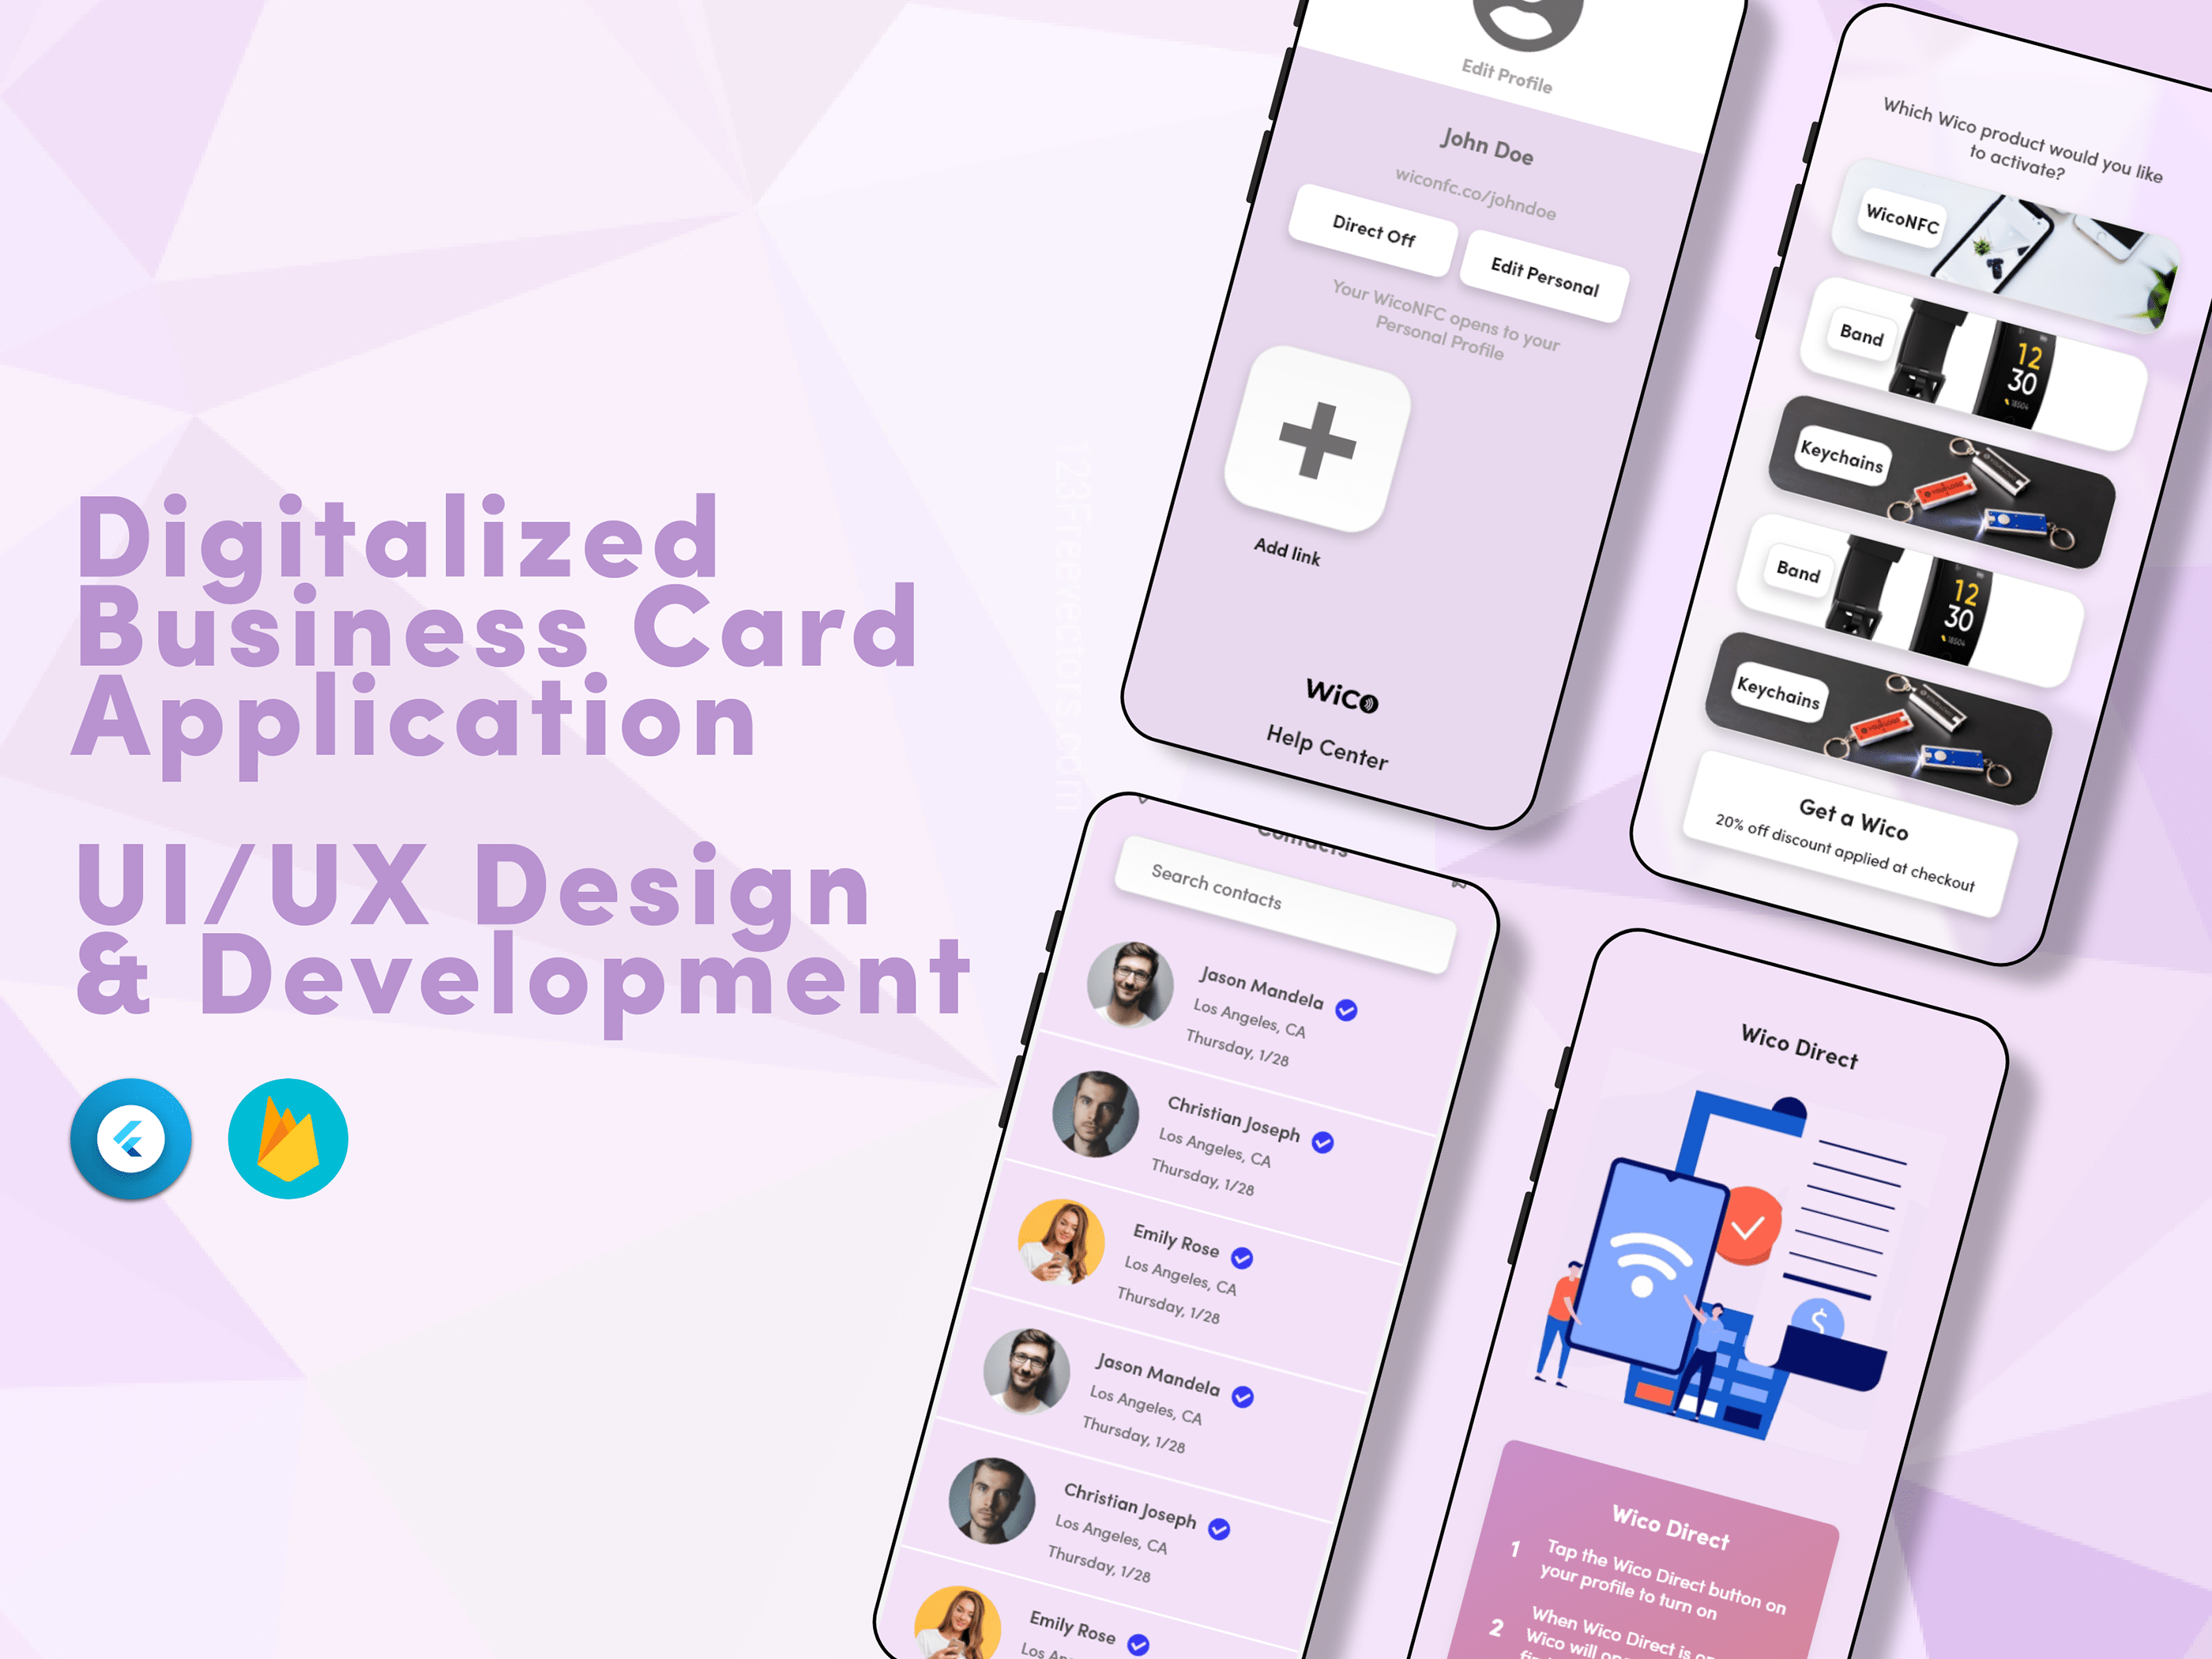 Digitalized
Business Card
Application
UI/UX Design
& Development
123Freevectors.com
Edit Profile
John Doe
wiconfc.co/johndoe
Direct Off
Edit Personal
Your WicoNFC opens to your
Personal Profile
Add link
WiCo
Help Center
Which Wico product would you like
to activate?
WicoNFC
Band
12
30
Keychains
Band
12
30
Keychains
Get a Wico
20% off discount applied at checkout
Contacts
Search contacts
Jason Mandela
Los Angeles, CA
Thursday, 1/28
Christian Joseph
Los Angeles, CA
Thursday, 1/28
Emily Rose
Los Angeles, CA
Thursday, 1/28
Jason Mandela
Los Angeles, CA
Thursday, 1/28
Christian Joseph
Los Angeles, CA
Thursday, 1/28
Emily Rose
Los
Wico Direct
$
Wico Direct
1 Tap the Wico Direct button on
your profile to turn on
2 When Wico Direct is
Wico will